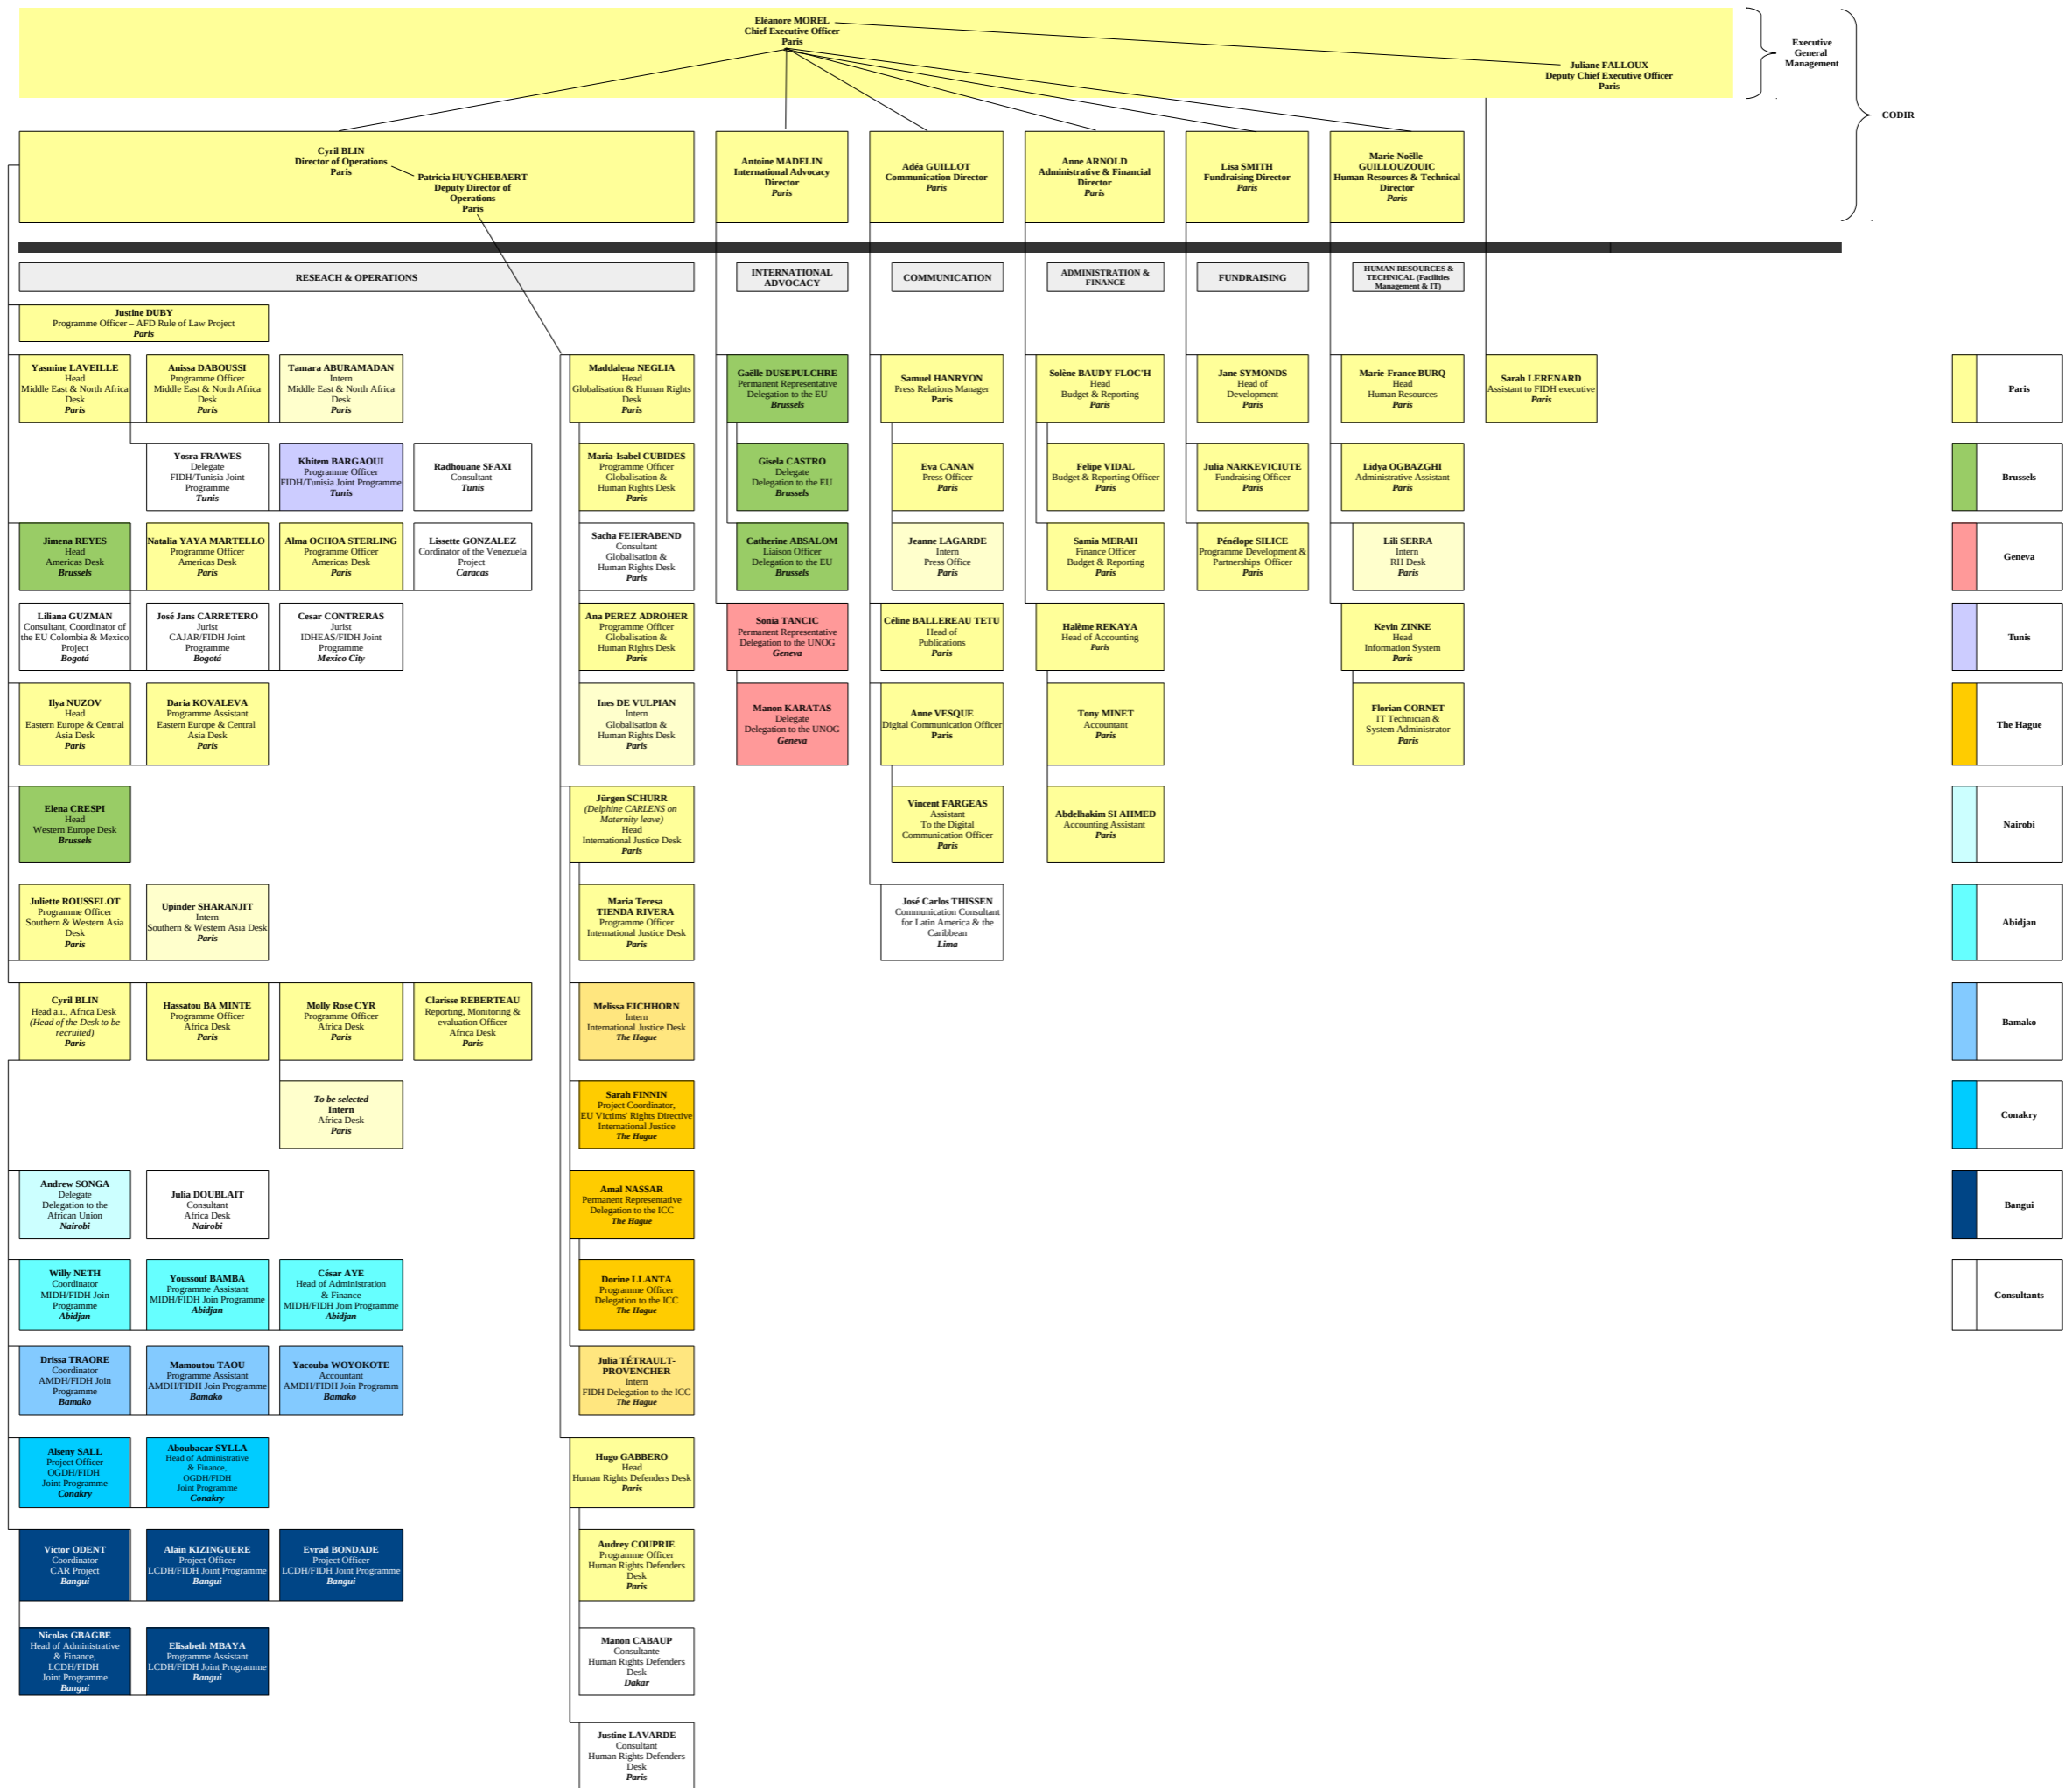 Eléanore MOREL
Chief Executive Officer
Paris
Juliane FALLOUX
Deputy Chief Executive Officer
Paris
Executive
General
Management
CODIR
Cyril BLIN
Director of Operations
Paris
Patricia HUYGHEBAERT
Deputy Director of
Operations
Paris
Antoine MADELIN
International Advocacy
Director
Paris
Adéa GUILLOT
Communication Director
Paris
Anne ARNOLD
Administrative & Financial
Director
Paris
Lisa SMITH
Fundraising Director
Paris
Marie-Noëlle
GUILLOUZOUIC
Human Resources & Technical
Director
Paris
RESEACH & OPERATIONS
INTERNATIONAL
ADVOCACY
COMMUNICATION
ADMINISTRATION &
FINANCE
FUNDRAISING
HUMAN RESOURCES &
TECHNICAL (Facilities
Management & IT)
Justine DUBY
Programme Officer – AFD Rule of Law Project
Paris
Yasmine LAVEILLE
Head
Middle East & North Africa
Desk
Paris
Anissa DABOUSSI
Programme Officer
Middle East & North Africa
Desk
Paris
Tamara ABURAMADAN
Intern
Middle East & North Africa
Desk
Paris
Maddalena NEGLIA
Head
Globalisation & Human Rights
Desk
Paris
Gaëlle DUSEPULCHRE
Permanent Representative
Delegation to the EU
Brussels
Samuel HANRYON
Press Relations Manager
Paris
Solène BAUDY FLOC'H
Head
Budget & Reporting
Paris
Jane SYMONDS
Head of
Development
Paris
Marie-France BURQ
Head
Human Resources
Paris
Sarah LERENARD
Assistant to FIDH executive
Paris
Paris
Yosra FRAWES
Delegate
FIDH/Tunisia Joint
Programme
Tunis
Khitem BARGAOUI
Programme Officer
FIDH/Tunisia Joint Programme
Tunis
Radhouane SFAXI
Consultant
Tunis
Maria-Isabel CUBIDES
Programme Officer
Globalisation &
Human Rights Desk
Paris
Gisela CASTRO
Delegate
Delegation to the EU
Brussels
Eva CANAN
Press Officer
Paris
Felipe VIDAL
Budget & Reporting Officer
Paris
Julia NARKEVICIUTE
Fundraising Officer
Paris
Lidya OGBAZGHI
Administrative Assistant
Paris
Brussels
Jimena REYES
Head
Americas Desk
Brussels
Natalia YAYA MARTELLO
Programme Officer
Americas Desk
Paris
Alma OCHOA STERLING
Programme Officer
Americas Desk
Paris
Lissette GONZALEZ
Cordinator of the Venezuela
Project
Caracas
Sacha FEIERABEND
Consultant
Globalisation &
Human Rights Desk
Paris
Catherine ABSALOM
Liaison Officer
Delegation to the EU
Brussels
Jeanne LAGARDE
Intern
Press Office
Paris
Samia MERAH
Finance Officer
Budget & Reporting
Paris
Pénélope SILICE
Programme Development &
Partnerships Officer
Paris
Lili SERRA
Intern
RH Desk
Paris
Geneva
Liliana GUZMAN
Consultant, Coordinator of
the EU Colombia & Mexico
Project
Bogotá
José Jans CARRETERO
Jurist
CAJAR/FIDH Joint
Programme
Bogotá
Cesar CONTRERAS
Jurist
IDHEAS/FIDH Joint
Programme
Mexico City
Ana PEREZ ADROHER
Programme Officer
Globalisation &
Human Rights Desk
Paris
Sonia TANCIC
Permanent Representative
Delegation to the UNOG
Geneva
Céline BALLEREAU TETU
Head of
Publications
Paris
Halème REKAYA
Head of Accounting
Paris
Kevin ZINKE
Head
Information System
Paris
Tunis
Ilya NUZOV
Head
Eastern Europe & Central
Asia Desk
Paris
Daria KOVALEVA
Programme Assistant
Eastern Europe & Central
Asia Desk
Paris
Ines DE VULPIAN
Intern
Globalisation &
Human Rights Desk
Paris
Manon KARATAS
Delegate
Delegation to the UNOG
Geneva
Anne VESQUE
Digital Communication Officer
Paris
Tony MINET
Accountant
Paris
Florian CORNET
IT Technician &
System Administrator
Paris
The Hague
Elena CRESPI
Head
Western Europe Desk
Brussels
Jürgen SCHURR
(Delphine CARLENS on
Maternity leave)
Head
International Justice Desk
Paris
Vincent FARGEAS
Assistant
To the Digital
Communication Officer
Paris
Abdelhakim SI AHMED
Accounting Assistant
Paris
Nairobi
Juliette ROUSSELOT
Programme Officer
Southern & Western Asia
Desk
Paris
Upinder SHARANJIT
Intern
Southern & Western Asia Desk
Paris
Maria Teresa
TIENDA RIVERA
Programme Officer
International Justice Desk
Paris
José Carlos THISSEN
Communication Consultant
for Latin America & the
Caribbean
Lima
Abidjan
Cyril BLIN
Head a.i., Africa Desk
(Head of the Desk to be
recruited)
Paris
Hassatou BA MINTE
Programme Officer
Africa Desk
Paris
Molly Rose CYR
Programme Officer
Africa Desk
Paris
Clarisse REBERTEAU
Reporting, Monitoring &
evaluation Officer
Africa Desk
Paris
Melissa EICHHORN
Intern
International Justice Desk
The Hague
Bamako
To be selected
Intern
Africa Desk
Paris
Sarah FINNIN
Project Coordinator,
EU Victims' Rights Directive
International Justice
The Hague
Conakry
Andrew SONGA
Delegate
Delegation to the
African Union
Nairobi
Julia DOUBLAIT
Consultant
Africa Desk
Nairobi
Amal NASSAR
Permanent Representative
Delegation to the ICC
The Hague
Bangui
Willy NETH
Coordinator
MIDH/FIDH Join
Programme
Abidjan
Youssouf BAMBA
Programme Assistant
MIDH/FIDH Join Programme
Abidjan
César AYE
Head of Administration
& Finance
MIDH/FIDH Join Programme
Abidjan
Dorine LLANTA
Programme Officer
Delegation to the ICC
The Hague
Consultants
Drissa TRAORE
Coordinator
AMDH/FIDH Join
Programme
Bamako
Mamoutou TAOU
Programme Assistant
AMDH/FIDH Join Programme
Bamako
Yacouba WOYOKOTE
Accountant
AMDH/FIDH Join Programm
Bamako
Julia TÉTRAULT-
PROVENCHER
Intern
FIDH Delegation to the ICC
The Hague
Alseny SALL
Project Officer
OGDH/FIDH
Joint Programme
Conakry
Aboubacar SYLLA
Head of Administrative
& Finance,
OGDH/FIDH
Joint Programme
Conakry
Hugo GABBERO
Head
Human Rights Defenders Desk
Paris
Victor ODENT
Coordinator
CAR Project
Bangui
Alain KIZINGUERE
Project Officer
LCDH/FIDH Joint Programme
Bangui
Evrad BONDADE
Project Officer
LCDH/FIDH Joint Programme
Bangui
Audrey COUPRIE
Programme Officer
Human Rights Defenders
Desk
Paris
Nicolas GBAGBE
Head of Administrative
& Finance,
LCDH/FIDH
Joint Programme
Bangui
Elisabeth MBAYA
Programme Assistant
LCDH/FIDH Joint Programme
Bangui
Manon CABAUP
Consultante
Human Rights Defenders
Desk
Dakar
Justine LAVARDE
Consultant
Human Rights Defenders
Desk
Paris